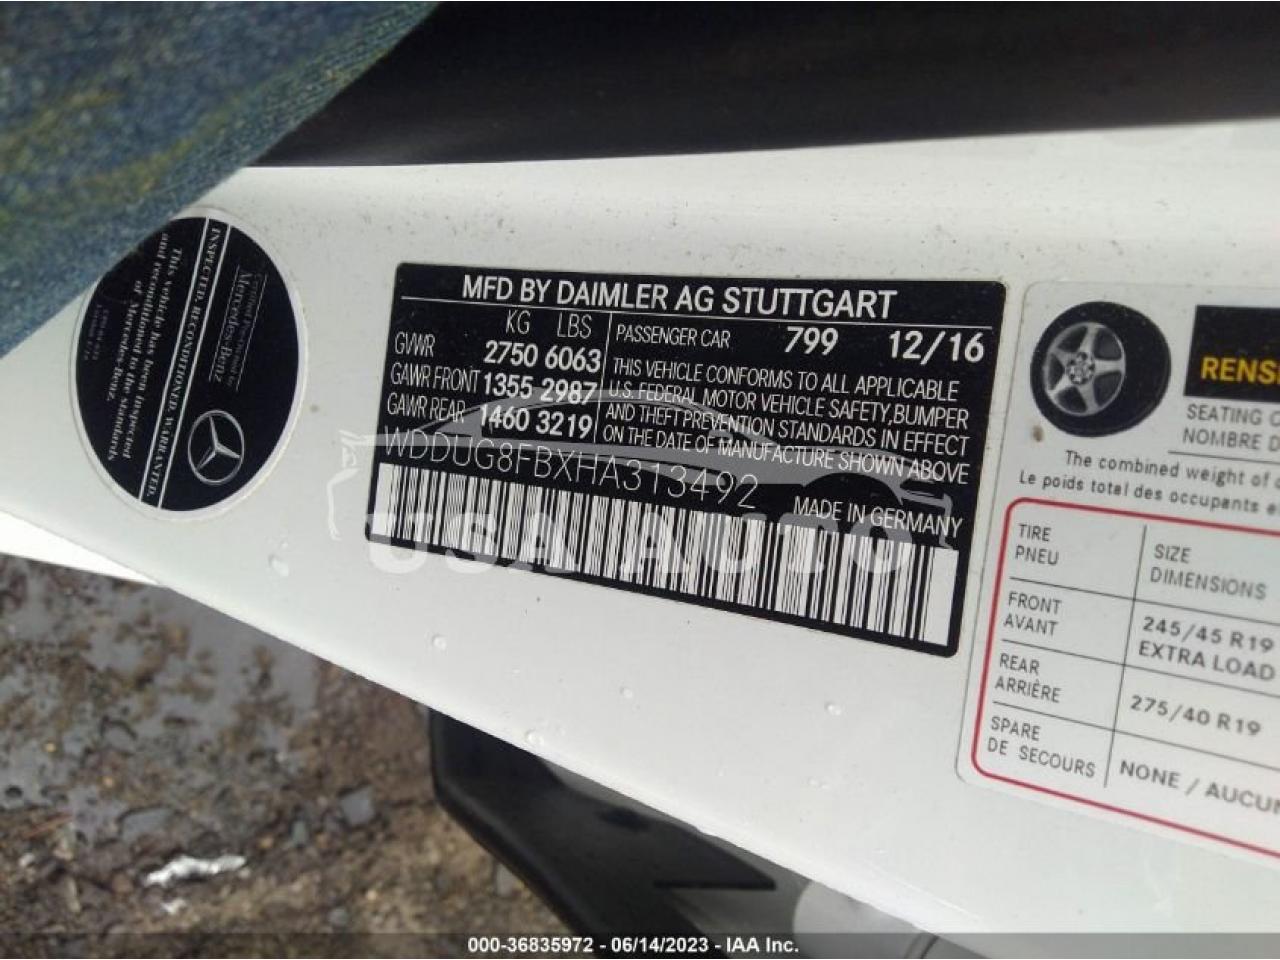 This vehicle has been inspected
and reconditioned to the standards
of Mercedes-Benz.
INSPECTED. RECONDITIONED. WARRANTED.
Mercedes-Benz
MFD BY DAIMLER AG STUTTGART
KG LBS
GVWR 2750 6063
GAWR FRONT 1355 2987
GAWR REAR 1460 3219
PASSENGER CAR 799 12/16
THIS VEHICLE CONFORMS TO ALL APPLICABLE
U.S. FEDERAL MOTOR VEHICLE SAFETY,BUMPER
AND THEFT PREVENTION STANDARDS IN EFFECT
ON THE DATE OF MANUFACTURE SHOWN ABOVE
WDDUG8FBXHA313492
MADE IN GERMANY
USA AUTO
RENS
SEATING C
NOMBRE D
The combined weight of
Le poids total des occupants e
TIRE
PNEU
SIZE
DIMENSIONS
FRONT
AVANT
245/45 R19
EXTRA LOAD
REAR
ARRIÈRE
275/40 R19
SPARE
DE SECOURS
NONE / AUCUN
000-36835972 - 06/14/2023 - IAA Inc.